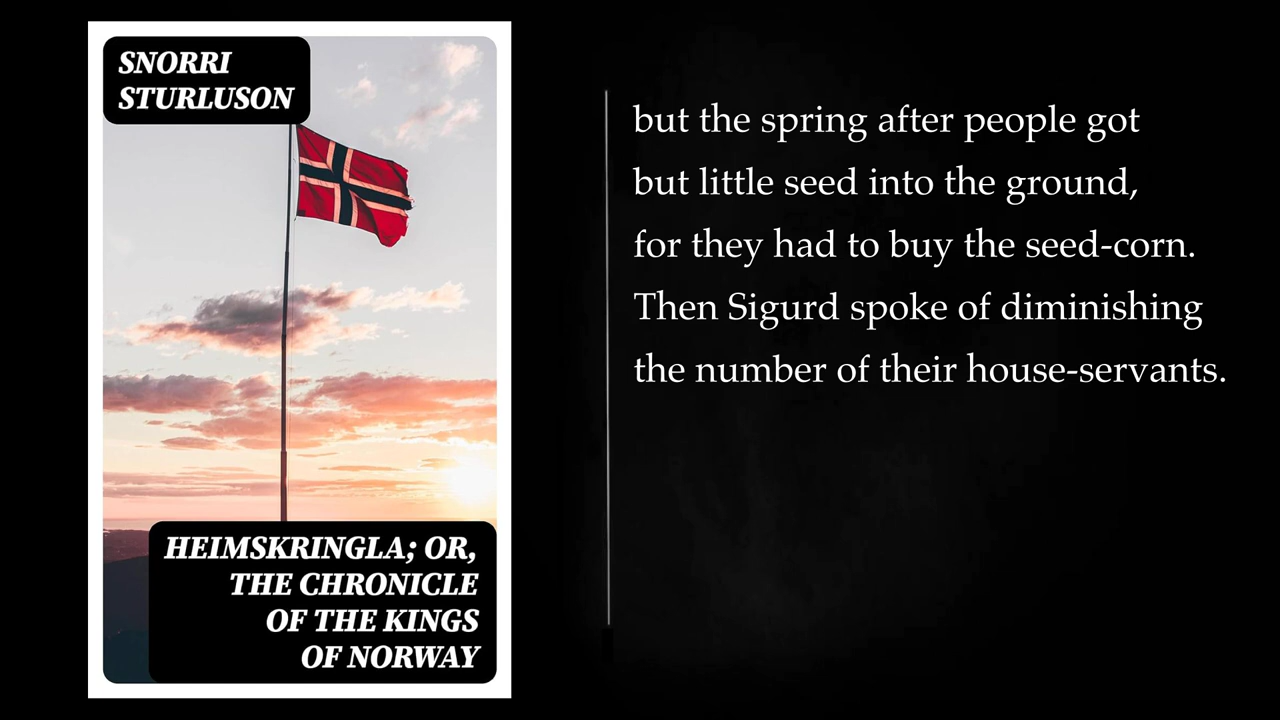 SNORRI
STURLUSON
HEIMSKRINGLA; OR,
THE CHRONICLE
OF THE KINGS
OF NORWAY
but the spring after people got
but little seed into the ground,
for they had to buy the seed-corn.
Then Sigurd spoke of diminishing
the number of their house-servants.